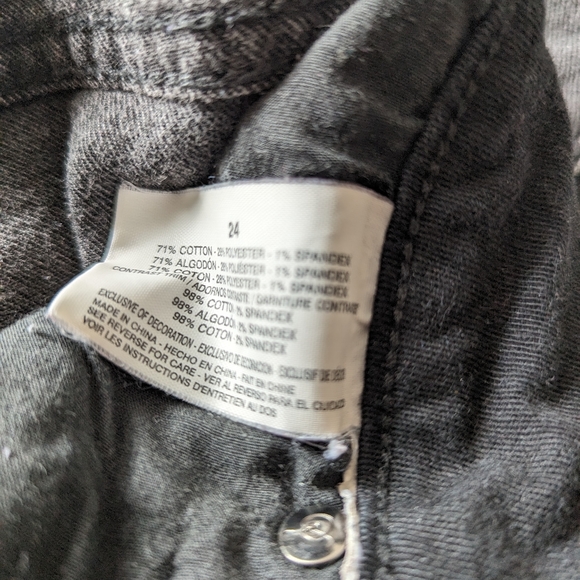 24
71% COTTON - 28% POLYESTER - 1% SPANDEX
71% ALGODÓN - 28% POLIÉSTER - 1% SPANDEX
71% COTON - 28% POLYESTER - 1% SPANDEX
CONTRAST TRIM / ADORNOS CONTRASTE / GARNITURE CONTRASTE
98% COTTON 2% SPANDEX
98% ALGODÓN 2% SPANDEX
98% COTON 2% SPANDEX
EXCLUSIVE OF DECORATION - EXCLUSIVO DE DECORACION - EXCLUSIF DE
MADE IN CHINA - HECHO EN CHINA - FAIT EN CHINE
SEE REVERSE FOR CARE - VER AL REVERSO PARA EL CUIDADO
VOIR LES INSTRUCTIONS D'ENTRETIEN AU DOS